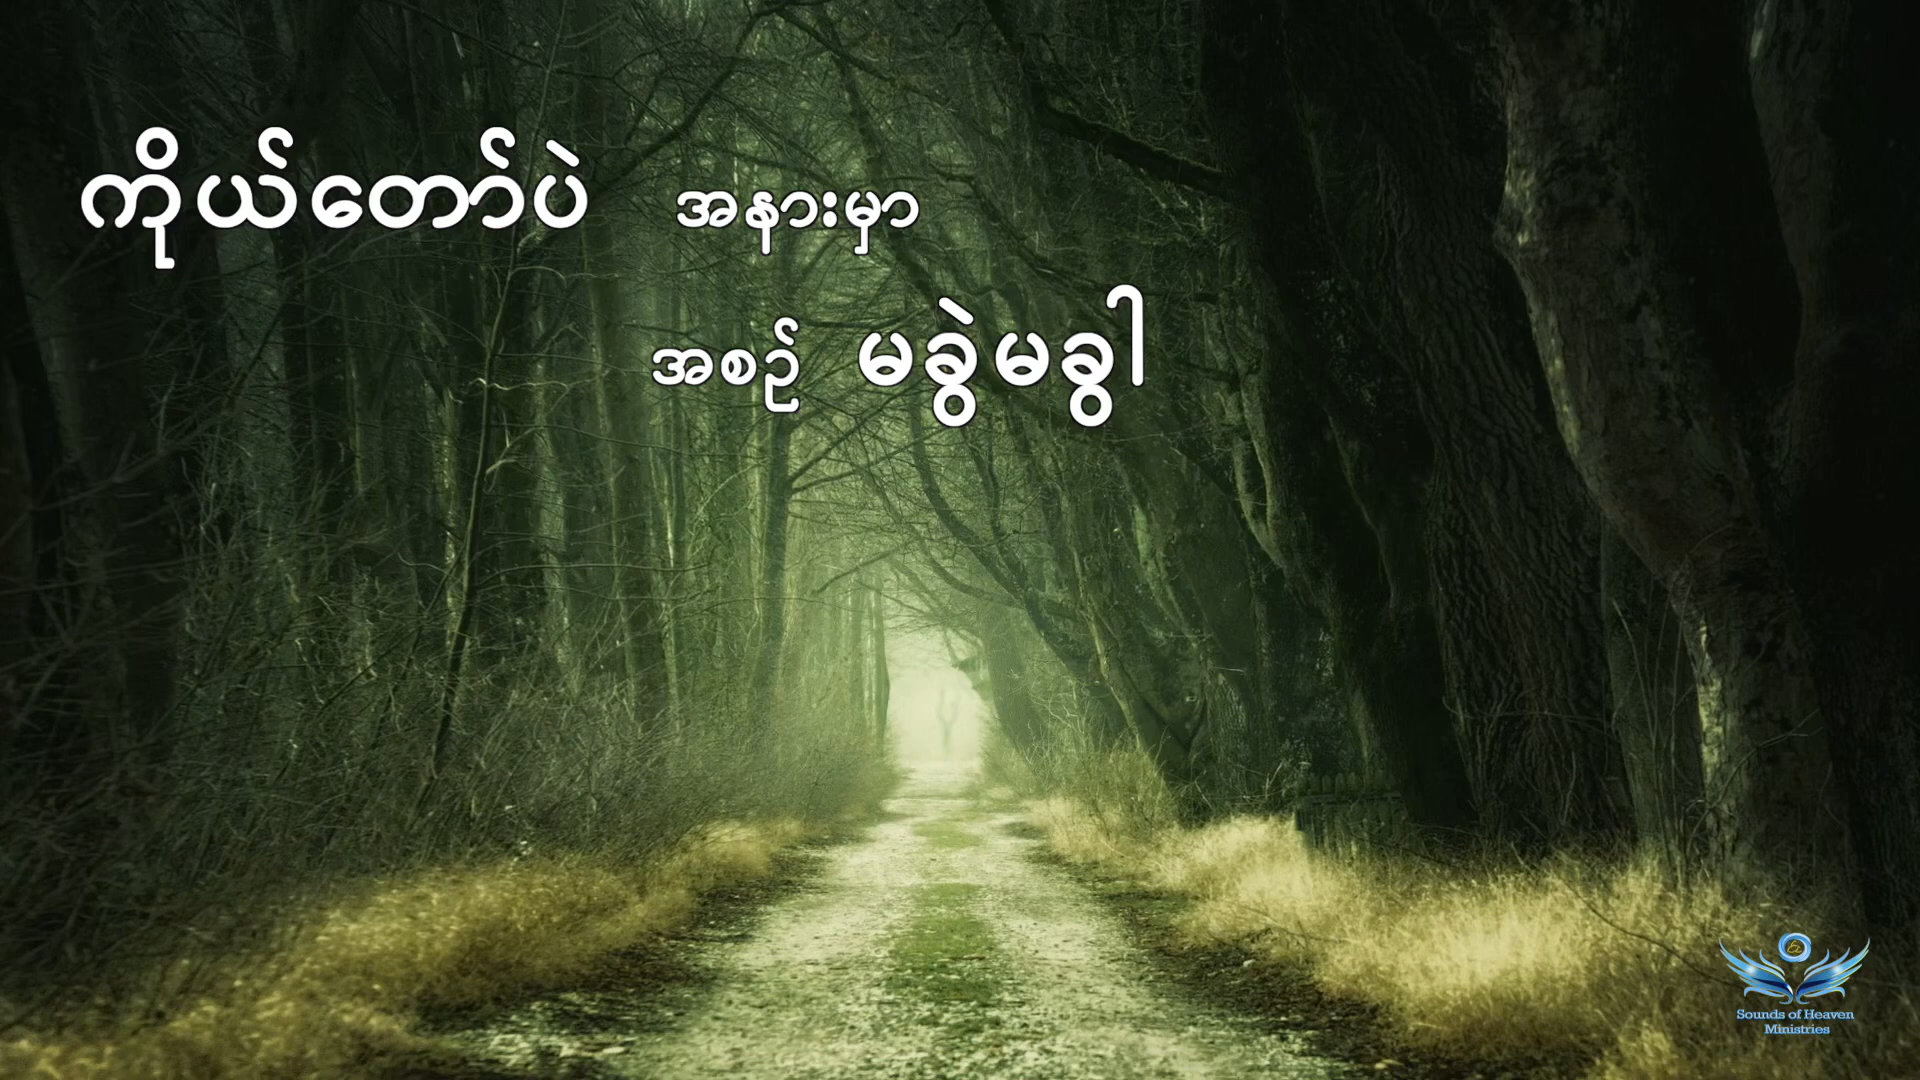 ကိုယ်တော်ပဲ အနားမှာ
အစဉ် မခွဲမခွါ
Sounds of Heaven
Ministries